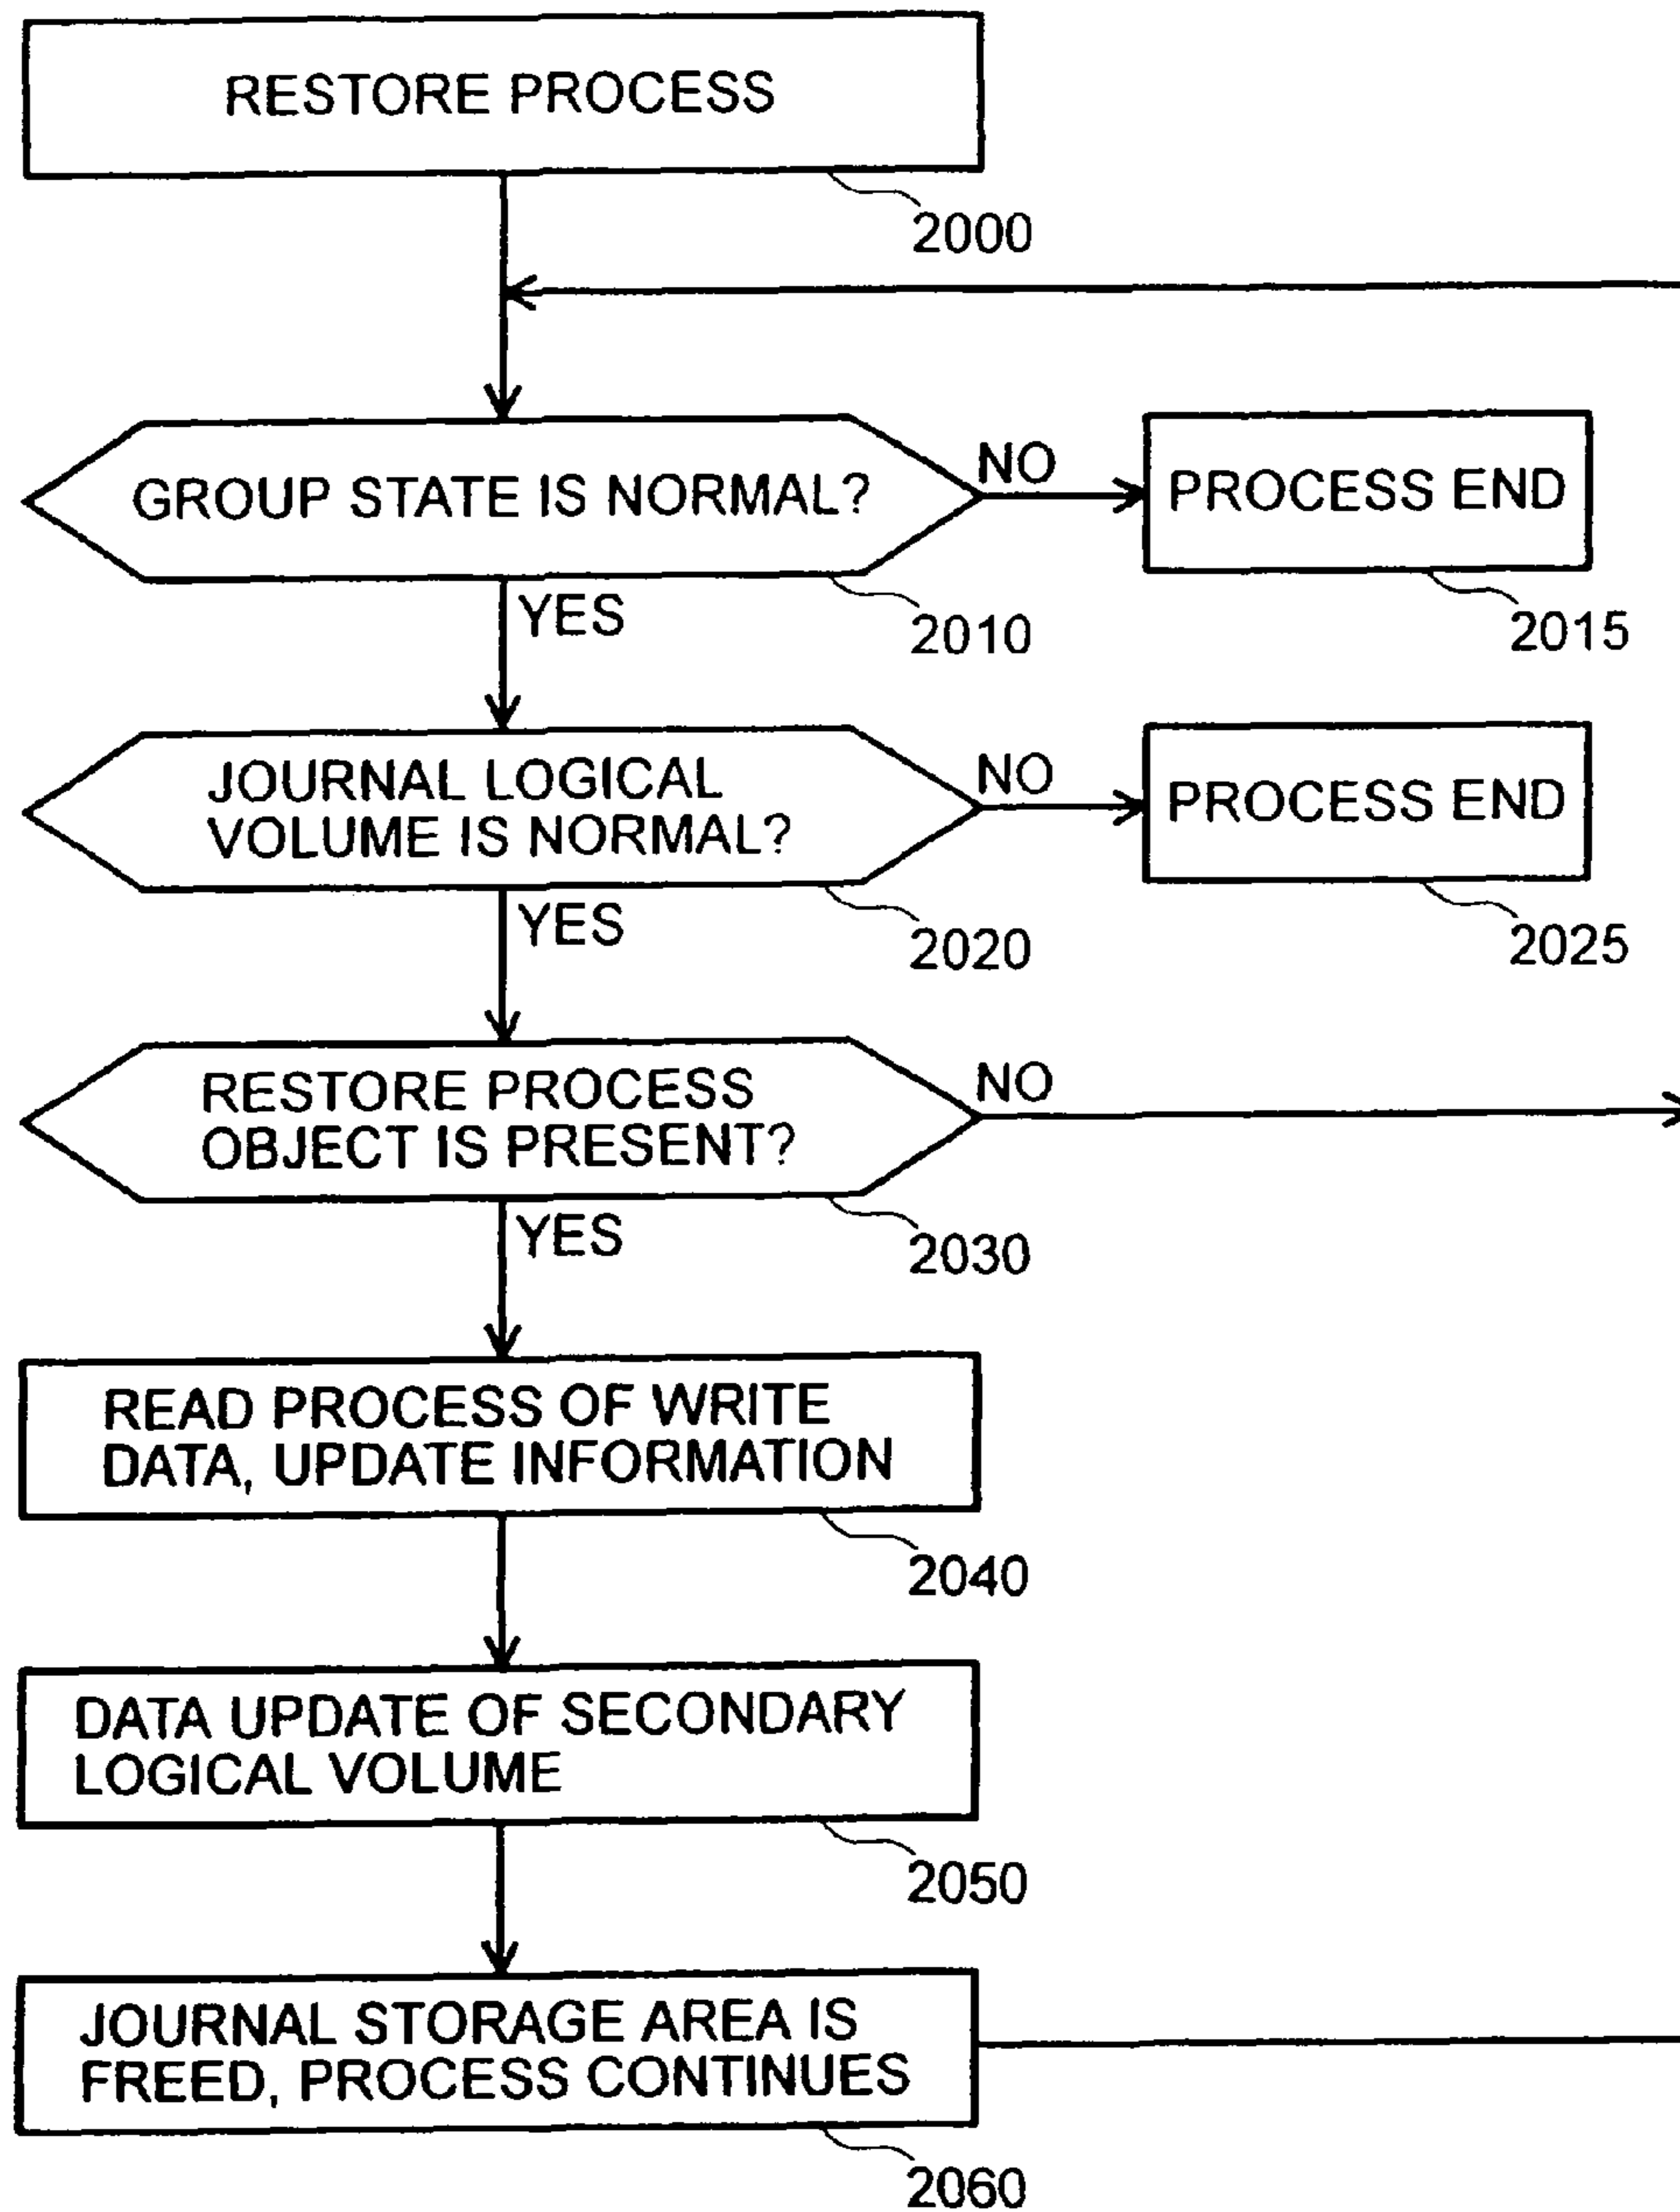 RESTORE PROCESS
2000
GROUP STATE IS NORMAL?
NO
PROCESS END
YES
2010
2015
JOURNAL LOGICAL
VOLUME IS NORMAL?
NO
PROCESS END
YES
2020
2025
RESTORE PROCESS
OBJECT IS PRESENT?
NO
YES
2030
READ PROCESS OF WRITE
DATA, UPDATE INFORMATION
2040
DATA UPDATE OF SECONDARY
LOGICAL VOLUME
2050
JOURNAL STORAGE AREA IS
FREED, PROCESS CONTINUES
2060